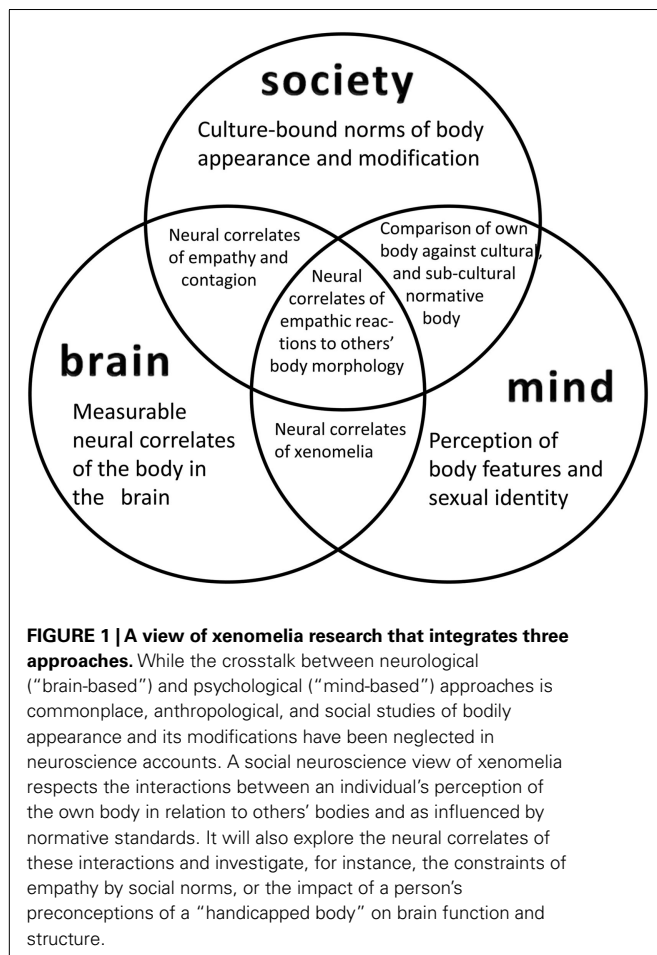 society
Culture-bound norms of body
appearance and modification
Neural correlates
of empathy and
contagion
Comparison of own
body against cultural,
and sub-cultural
normative
body
Neural
correlates of
empathic reac-
tions to others'
body morphology
brain
Measurable
neural correlates
of the body in
the brain
mind
Perception of
body features and
sexual identity
Neural correlates
of xenomelia
FIGURE 1 | A view of xenomelia research that integrates three
approaches. While the crosstalk between neurological
(“brain-based”) and psychological (“mind-based”) approaches is
commonplace, anthropological, and social studies of bodily
appearance and its modifications have been neglected in
neuroscience accounts. A social neuroscience view of xenomelia
respects the interactions between an individual’s perception of
the own body in relation to others’ bodies and as influenced by
normative standards. It will also explore the neural correlates of
these interactions and investigate, for instance, the constraints of
empathy by social norms, or the impact of a person’s
preconceptions of a “handicapped body” on brain function and
structure.